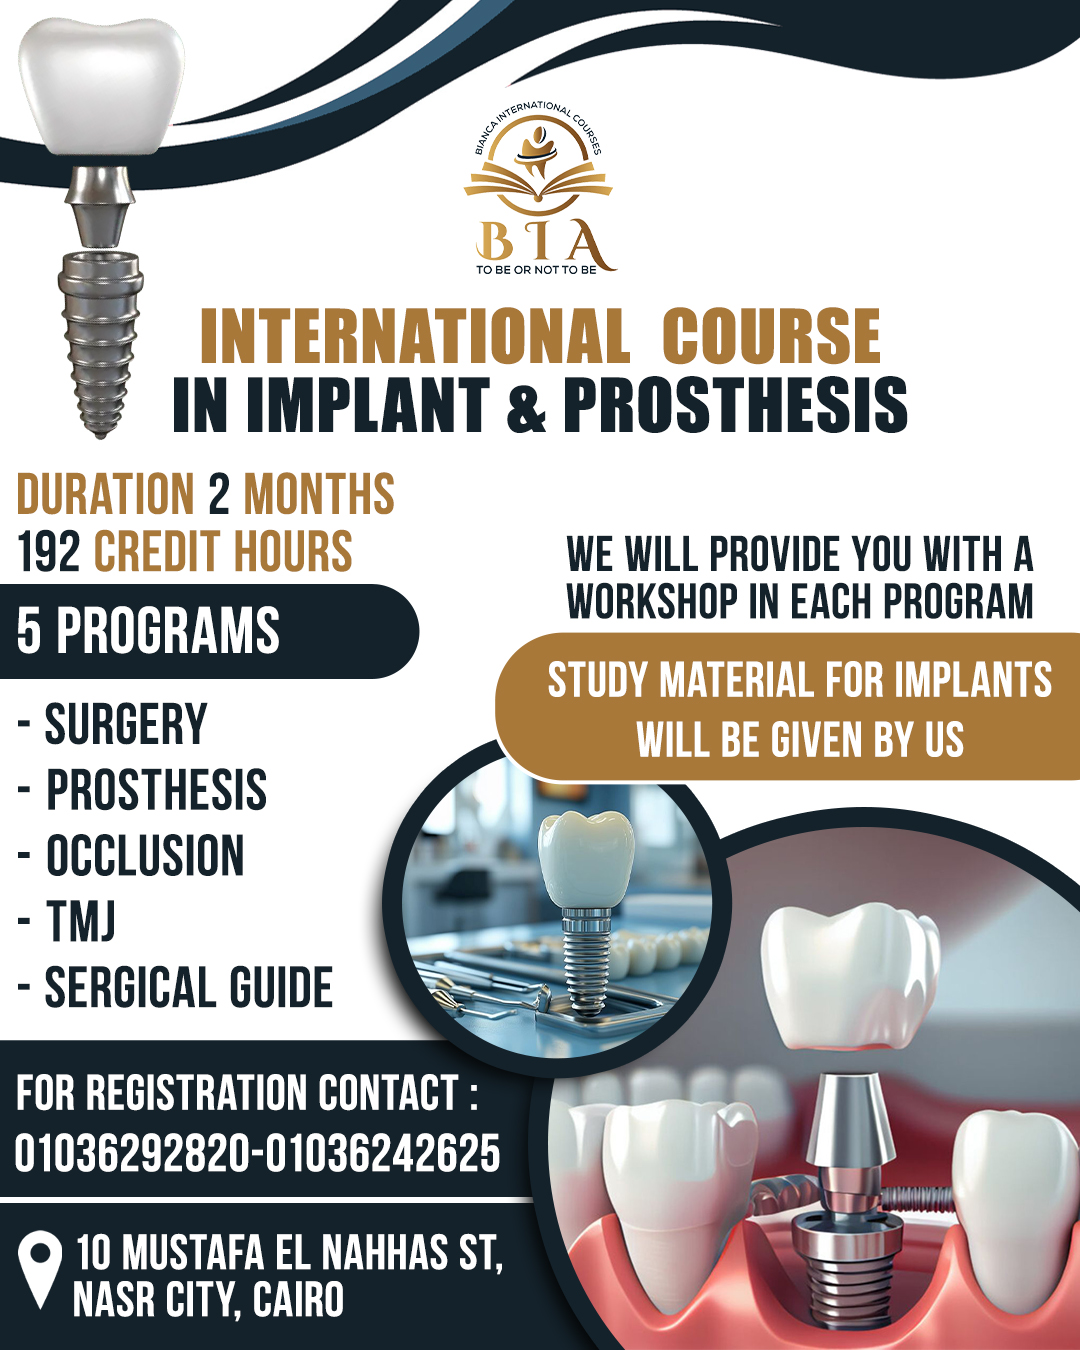 BIANCA INTERNATIONAL COURSES
BIA
TO BE OR NOT TO BE
INTERNATIONAL COURSE
IN IMPLANT & PROSTHESIS
DURATION 2 MONTHS
192 CREDIT HOURS
5 PROGRAMS
- SURGERY
- PROSTHESIS
- OCCLUSION
- TMJ
- SERGICAL GUIDE
WE WILL PROVIDE YOU WITH A
WORKSHOP IN EACH PROGRAM
STUDY MATERIAL FOR IMPLANTS
WILL BE GIVEN BY US
FOR REGISTRATION CONTACT :
01036292820-01036242625
10 MUSTAFA EL NAHHAS ST,
NASR CITY, CAIRO